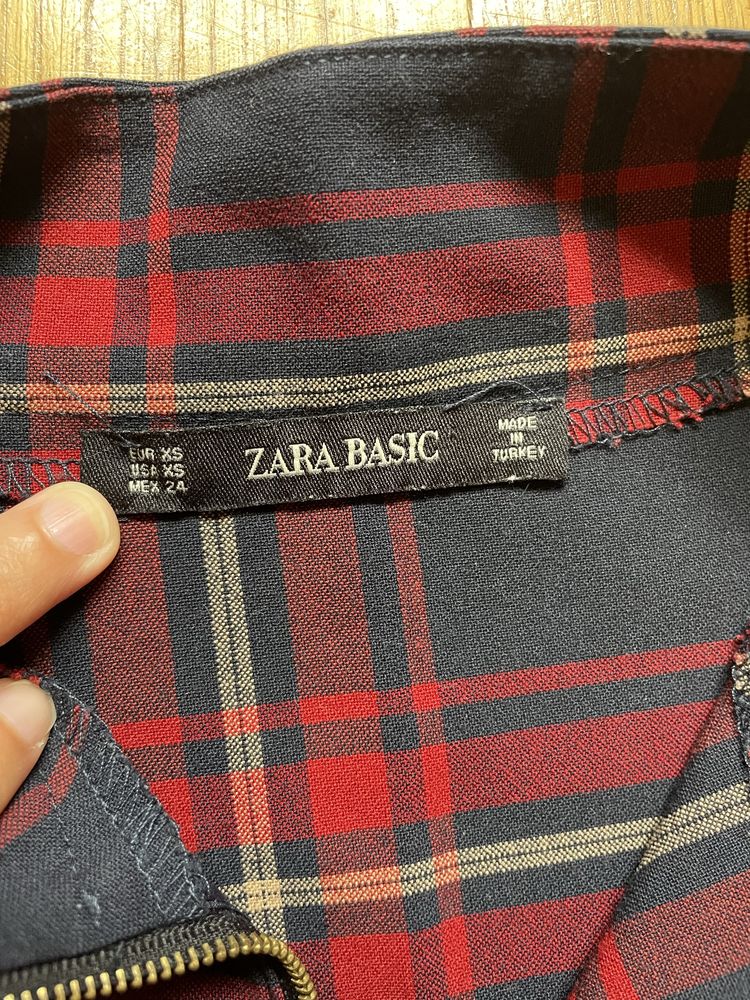 EUR XS
USA XS
MEX 24
ZARA BASIC
MADE
IN
TURKEY